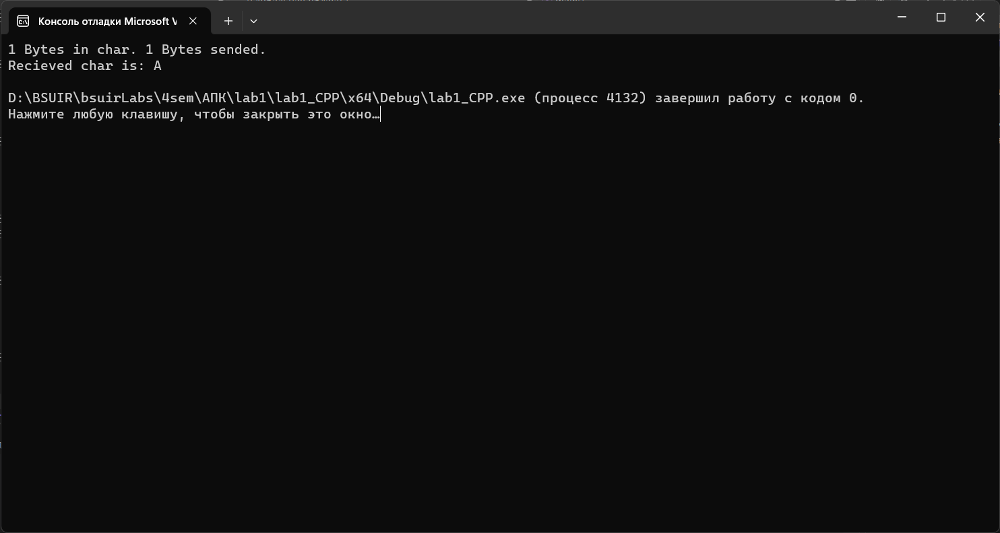 Консоль отладки Microsoft V
1 Bytes in char. 1 Bytes sended.
Recieved char is: A
D:\BSUIR\bsuirLabs\4sem\АПК\lab1\lab1_CPP\x64\Debug\lab1_CPP.exe (процесс 4132) завершил работу с кодом 0.
Нажмите любую клавишу, чтобы закрыть это окно…